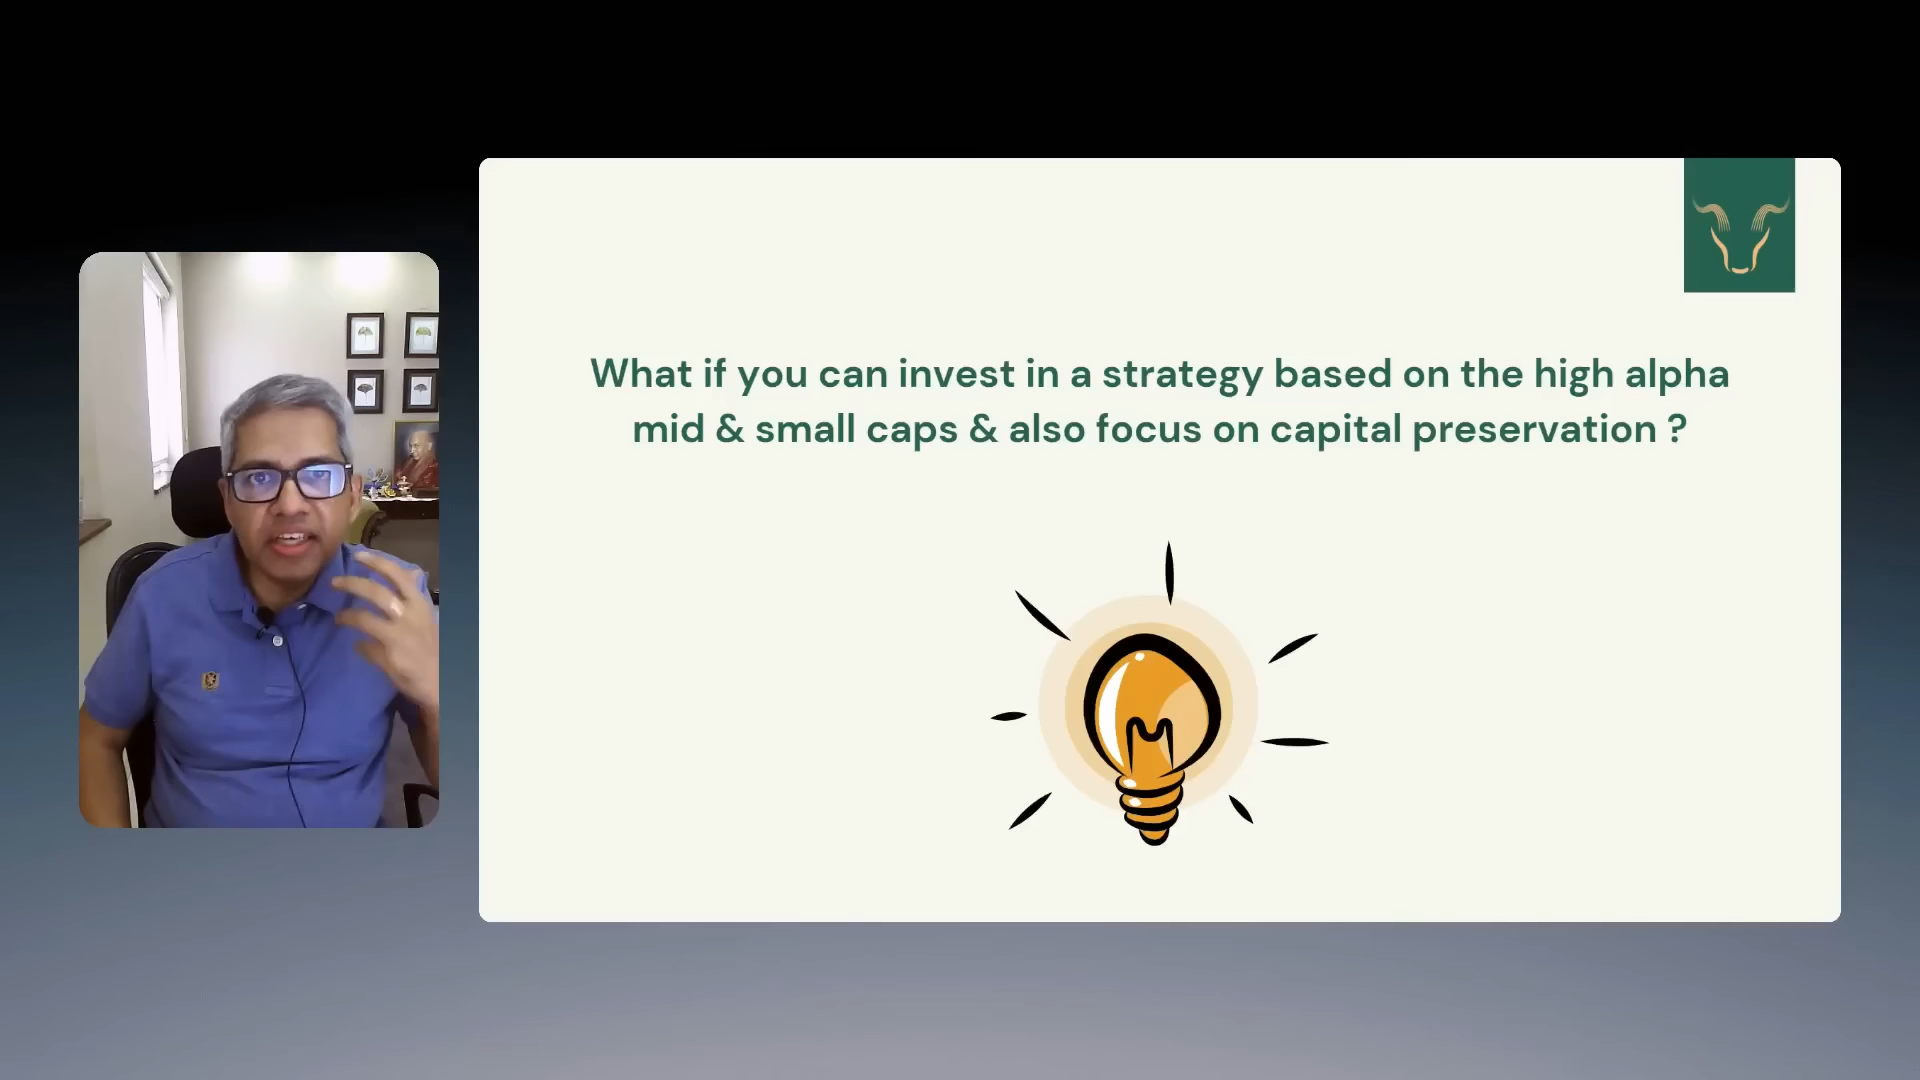 What if you can invest in a strategy based on the high alpha
mid & small caps & also focus on capital preservation ?